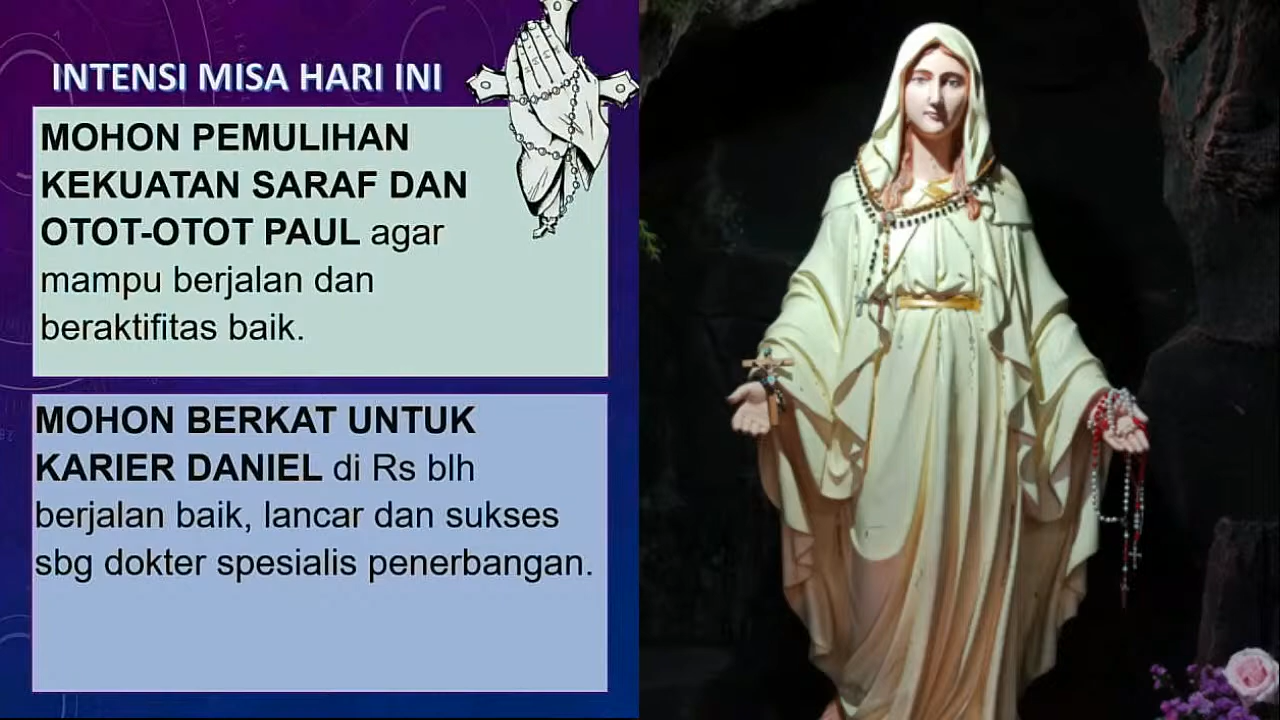 INTENSI MISA HARI INI
MOHON PEMULIHAN
KEKUATAN SARAF DAN
OTOT-OTOT PAUL agar
mampu berjalan dan
beraktifitas baik.
MOHON BERKAT UNTUK
KARIER DANIEL di Rs blh
berjalan baik, lancar dan sukses
sbg dokter spesialis penerbangan.